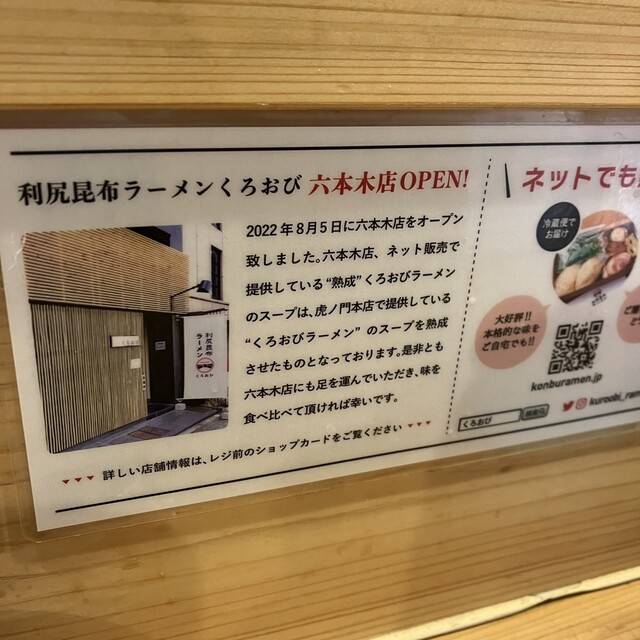 利尻昆布ラーメンくろおび 六本木店OPEN!
2022年8月5日に六本木店をオープン
致しました。六本木店、ネット販売で
提供している“熟成”くろおびラーメン
のスープは、虎ノ門本店で提供している
“くろおびラーメン” のスープを熟成
させたものとなっております。是非とも
六本木店にも足を運んでいただき、味を
食べ比べて頂ければ幸いです。
▼▼▼ 詳しい店舗情報は、レジ前のショップカードをご覧ください ▼▼▼
利尻昆布
ラーメン
くろおび
ネットでも
冷蔵便で
お届け
大好評!!
本格的な味を
ご自宅でも!!
konburamen.jp
くろおび 検索
kuroobi_ram